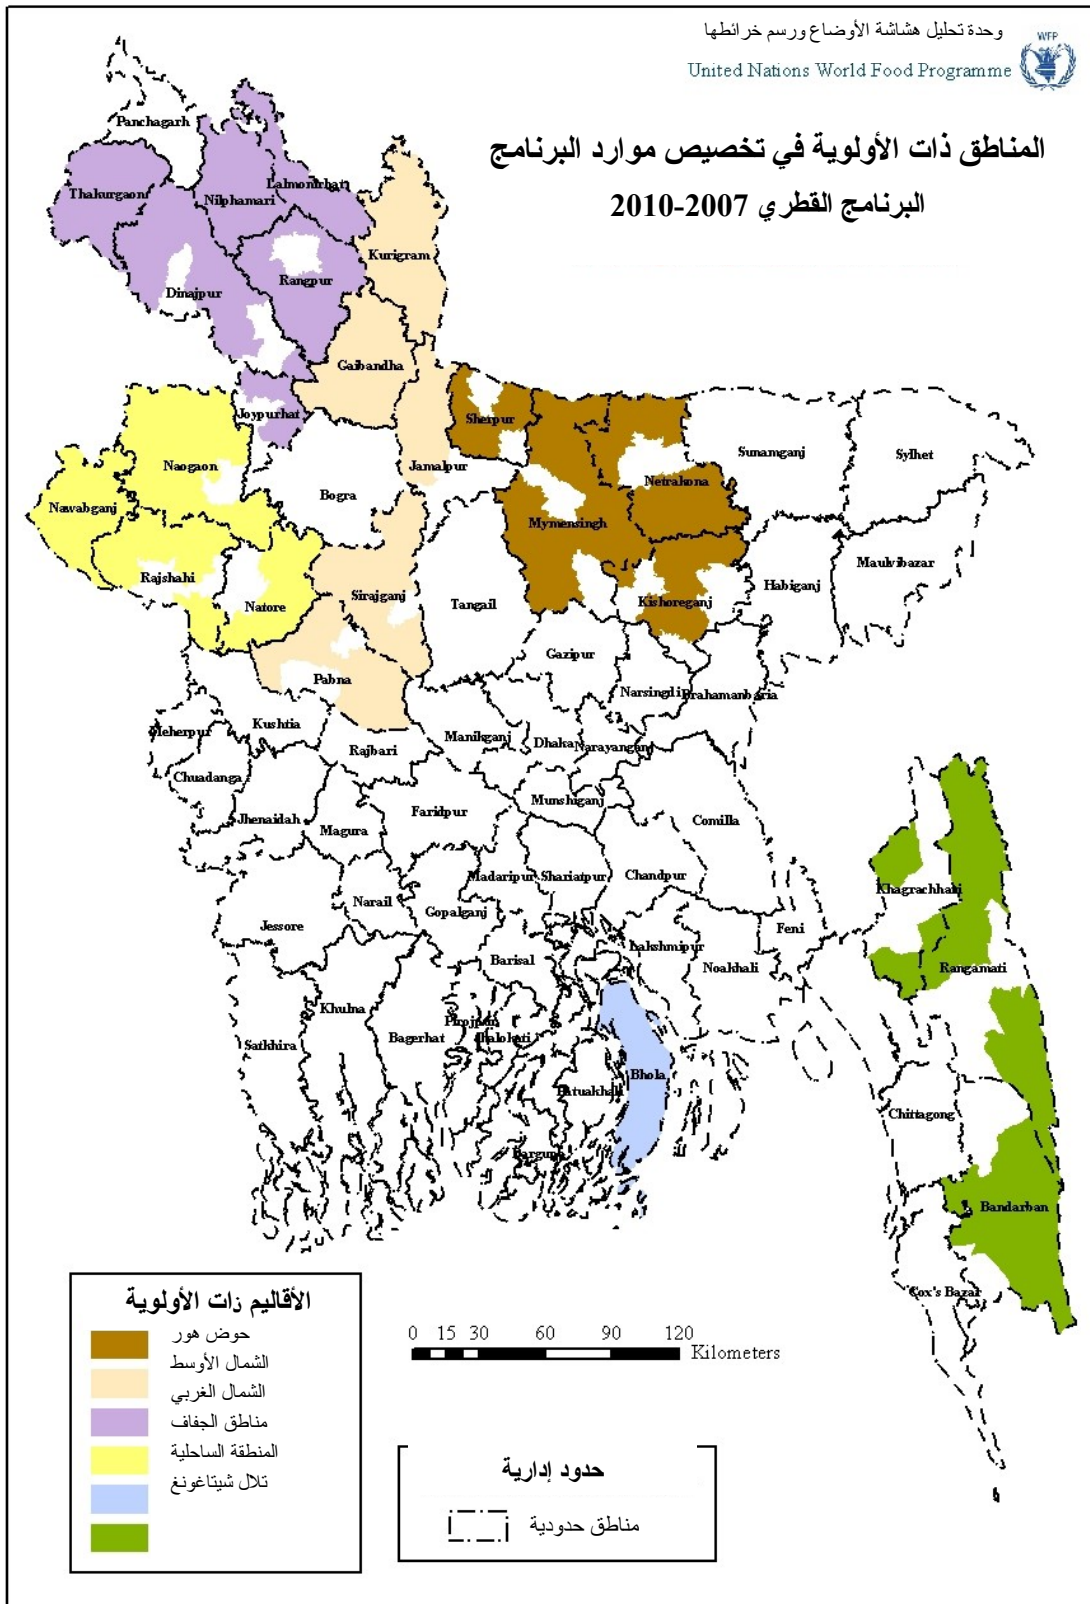 وحدة تحليل هشاشة الأوضاع ورسم خرائطها
WFP
United Nations World Food Programme
المناطق ذات الأولوية في تخصيص موارد البرنامج
البرنامج القطري 2007-2010
Panchagarh
Thakurgaon
Nilphamari
Lalmonirhat
Kurigram
Rangpur
Dinajpur
Gaibandha
Joypurhat
Sherpur
Jamalpur
Naogaon
Bogra
Netrakona
Sunamganj
Sylhet
Nawabganj
Mymensingh
Rajshahi
Natore
Sirajganj
Tangail
Kishoreganj
Habiganj
Maulvibazar
Pabna
Gazipur
Narsingdi
Brahamanbaria
Kushtia
Meherpur
Rajbari
Manikganj
Dhaka
Narayanganj
Chuadanga
Jhenaidah
Magura
Faridpur
Munshiganj
Comilla
Madaripur
Shariatpur
Chandpur
Khagrachhari
Narail
Gopalganj
Jessore
Barisal
Lakshmipur
Noakhali
Feni
Rangamati
Khulna
Satkhira
Bagerhat
Pirojpur
Jhalokati
Patuakhali
Bhola
Chittagong
Barguna
Bandarban
Cox's Bazar
الأقاليم زات الأولوية
حوض هور
الشمال الأوسط
الشمال الغربي
مناطق الجفاف
المنطقة الساحلية
تلال شيتاغونغ
0 15 30 60 90 120
Kilometers
حدود إدارية
مناطق حدودية